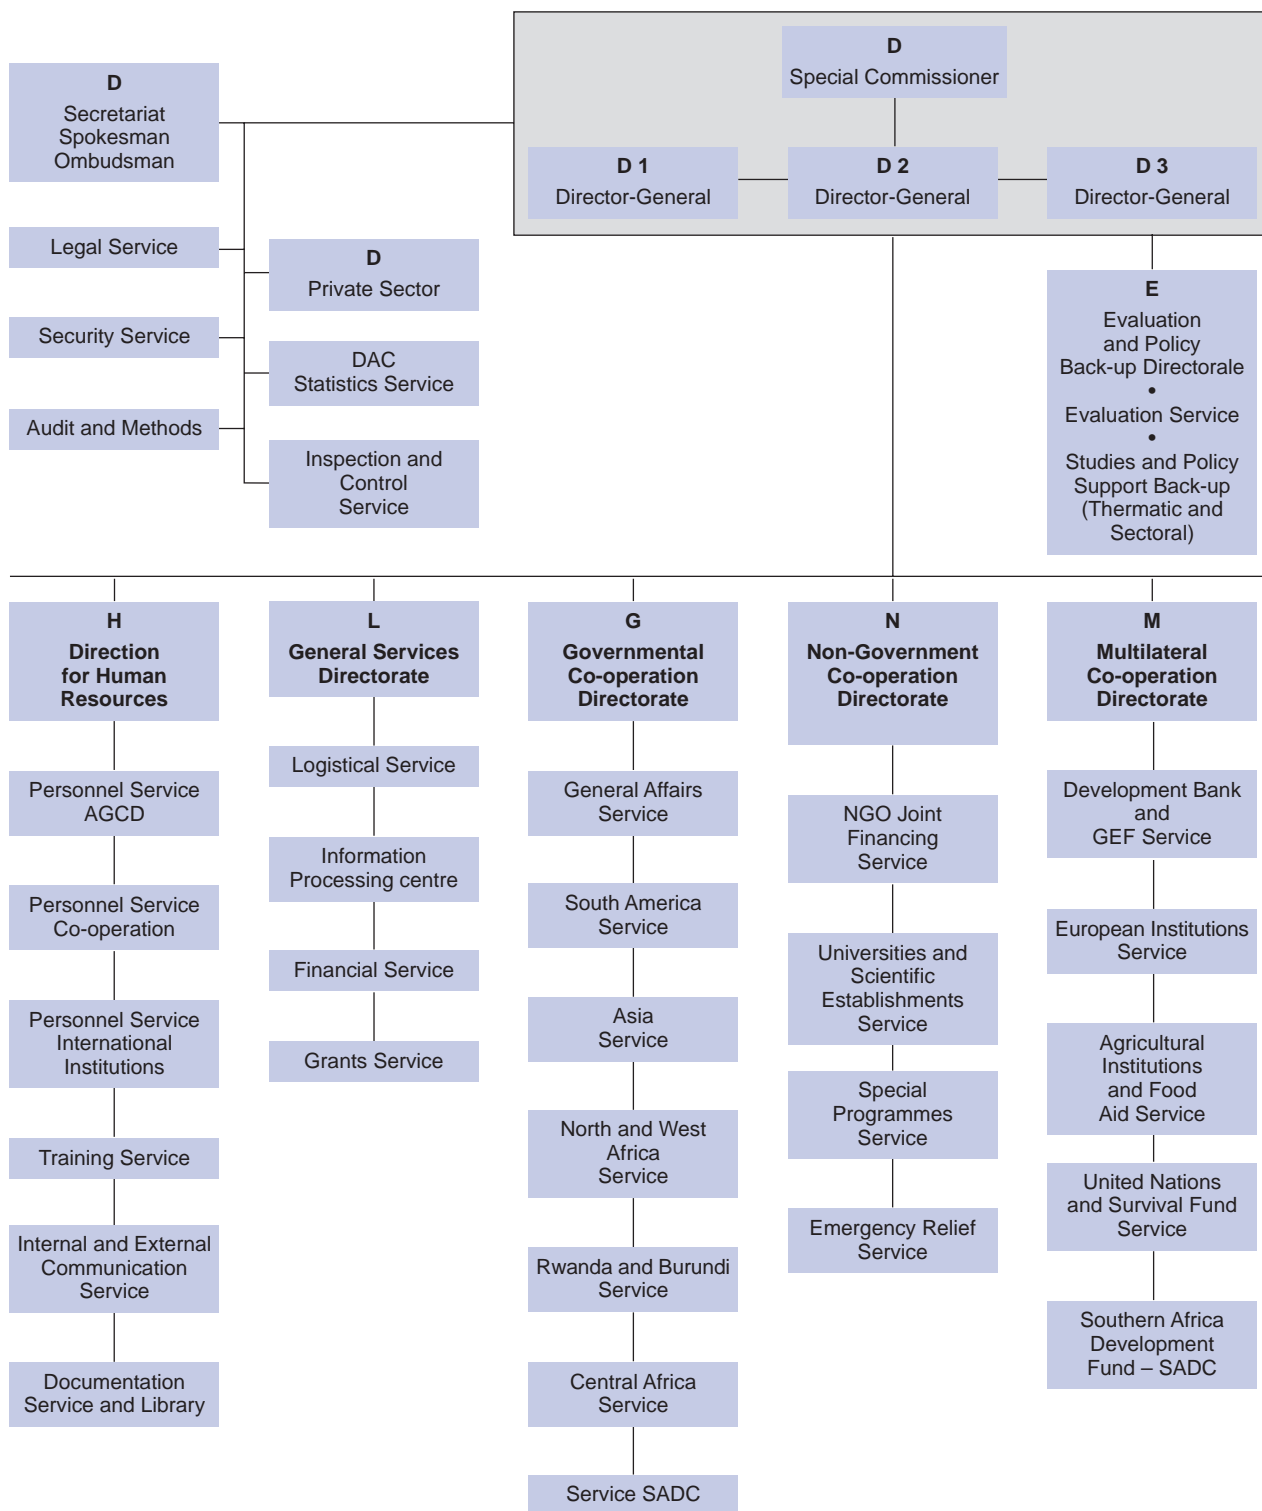 D
Special Commissioner
D 1
Director-General
D 2
Director-General
D 3
Director-General
D
Secretariat
Spokesman
Ombudsman
Legal Service
Security Service
Audit and Methods
D
Private Sector
DAC
Statistics Service
Inspection and
Control
Service
E
Evaluation
and Policy
Back-up Directorale
•
Evaluation Service
•
Studies and Policy
Support Back-up
(Thermatic and
Sectoral)
H
Direction
for Human
Resources
Personnel Service
AGCD
Personnel Service
Co-operation
Personnel Service
International
Institutions
Training Service
Internal and External
Communication
Service
Documentation
Service and Library
L
General Services
Directorate
Logistical Service
Information
Processing centre
Financial Service
Grants Service
G
Governmental
Co-operation
Directorate
General Affairs
Service
South America
Service
Asia
Service
North and West
Africa
Service
Rwanda and Burundi
Service
Central Africa
Service
Service SADC
N
Non-Government
Co-operation
Directorate
NGO Joint
Financing
Service
Universities and
Scientific
Establishments
Service
Special
Programmes
Service
Emergency Relief
Service
M
Multilateral
Co-operation
Directorate
Development Bank
and
GEF Service
European Institutions
Service
Agricultural
Institutions
and Food
Aid Service
United Nations
and Survival Fund
Service
Southern Africa
Development
Fund – SADC